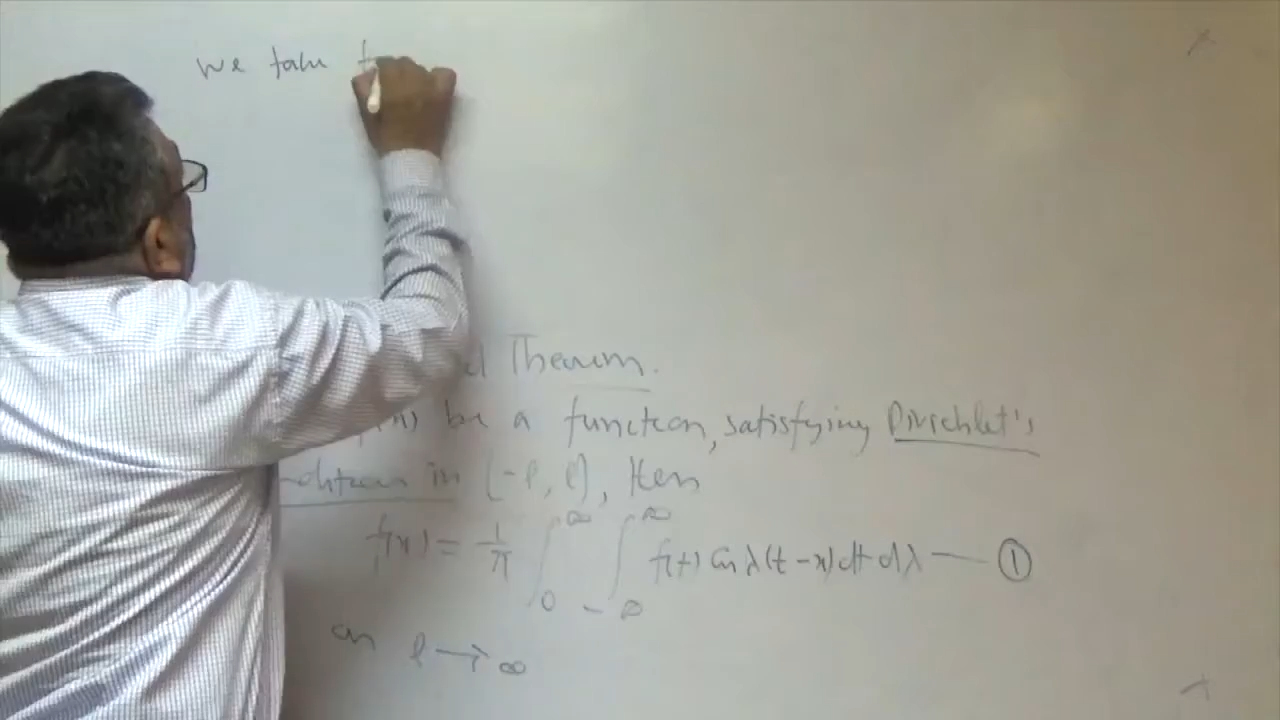 we take
Theorem.
be a function, satisfying Dirichlet's
in (-l, l), then
f(x) = 1/π ∫_0^∞ ∫_{-∞}^∞ f(t) cos λ(t-x) dt dλ — ①
as l → ∞